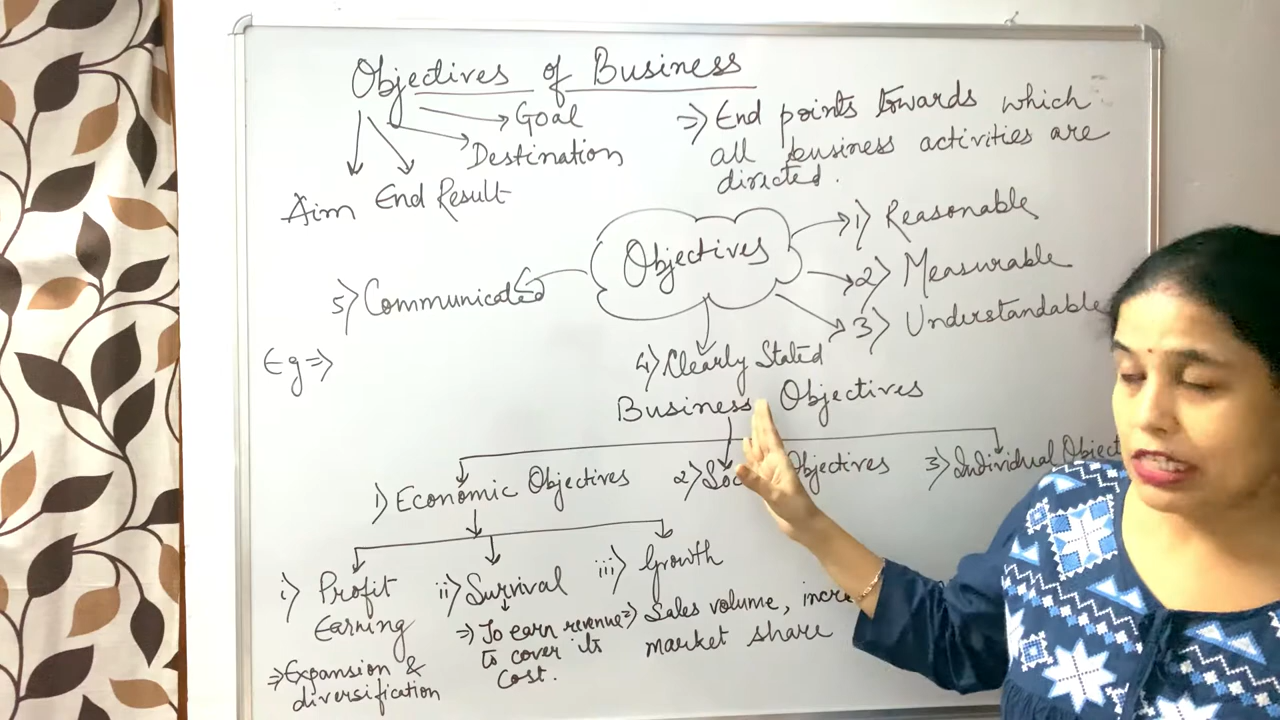 Objectives of Business
Goal
Destination
End Result
Aim
=> End points towards which
all business activities are
directed.
Objectives
1) Reasonable
2) Measurable
3) Understandable
4) Clearly Stated
5) Communicated
Eg =>
Business Objectives
1) Economic Objectives
2) Soc Objectives
3) Individual Object
i) Profit
Earning
=> Expansion &
diversification
ii) Survival
=> To earn revenue
to cover its
cost.
iii) Growth
=> Sales volume, incre
market share